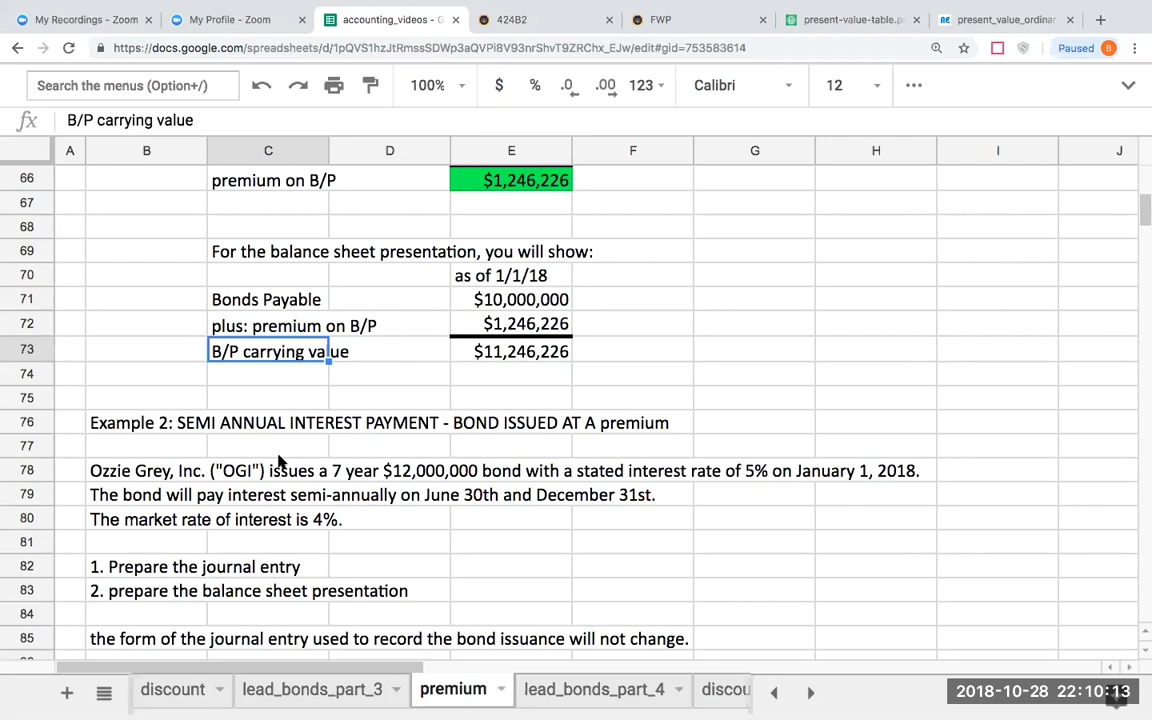 My Recordings - Zoom
My Profile - Zoom
accounting_videos - G
424B2
FWP
present-value-table.p
present_value_ordinar
https://docs.google.com/spreadsheets/d/1pQVS1hzJtRmssSDWp3aQVPi8V93nrShvT9ZRChx_EJw/edit#gid=753583614
Paused B
Search the menus (Option+/)
100%
$
%
.0
.00
123
Calibri
12
fx
B/P carrying value
A B C D E F G H I J
66 premium on B/P $1,246,226
67
68
69 For the balance sheet presentation, you will show:
70 as of 1/1/18
71 Bonds Payable $10,000,000
72 plus: premium on B/P $1,246,226
73 B/P carrying value $11,246,226
74
75
76 Example 2: SEMI ANNUAL INTEREST PAYMENT - BOND ISSUED AT A premium
77
78 Ozzie Grey, Inc. ("OGI") issues a 7 year $12,000,000 bond with a stated interest rate of 5% on January 1, 2018.
79 The bond will pay interest semi-annually on June 30th and December 31st.
80 The market rate of interest is 4%.
81
82 1. Prepare the journal entry
83 2. prepare the balance sheet presentation
84
85 the form of the journal entry used to record the bond issuance will not change.
discount
lead_bonds_part_3
premium
lead_bonds_part_4
discou
2018-10-28 22:10:13